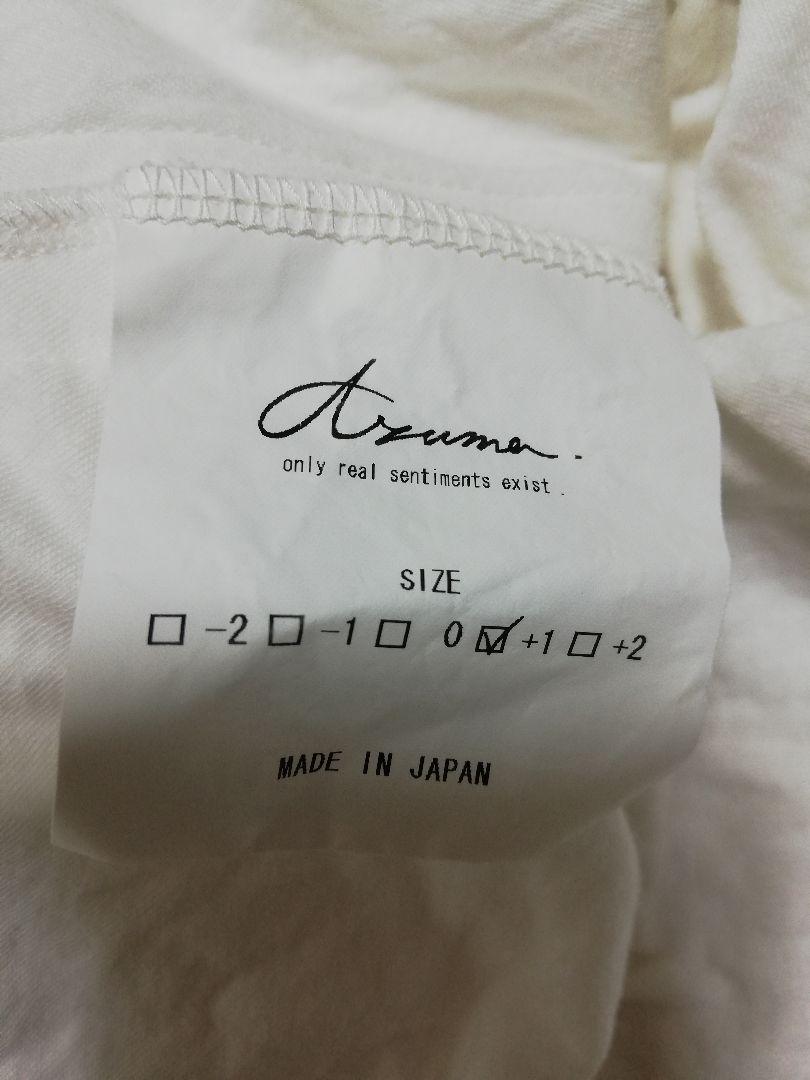 Azuma.
only real sentiments exist.
SIZE
☐ -2 ☐ -1 ☐ 0 ☑ +1 ☐ +2
MADE IN JAPAN